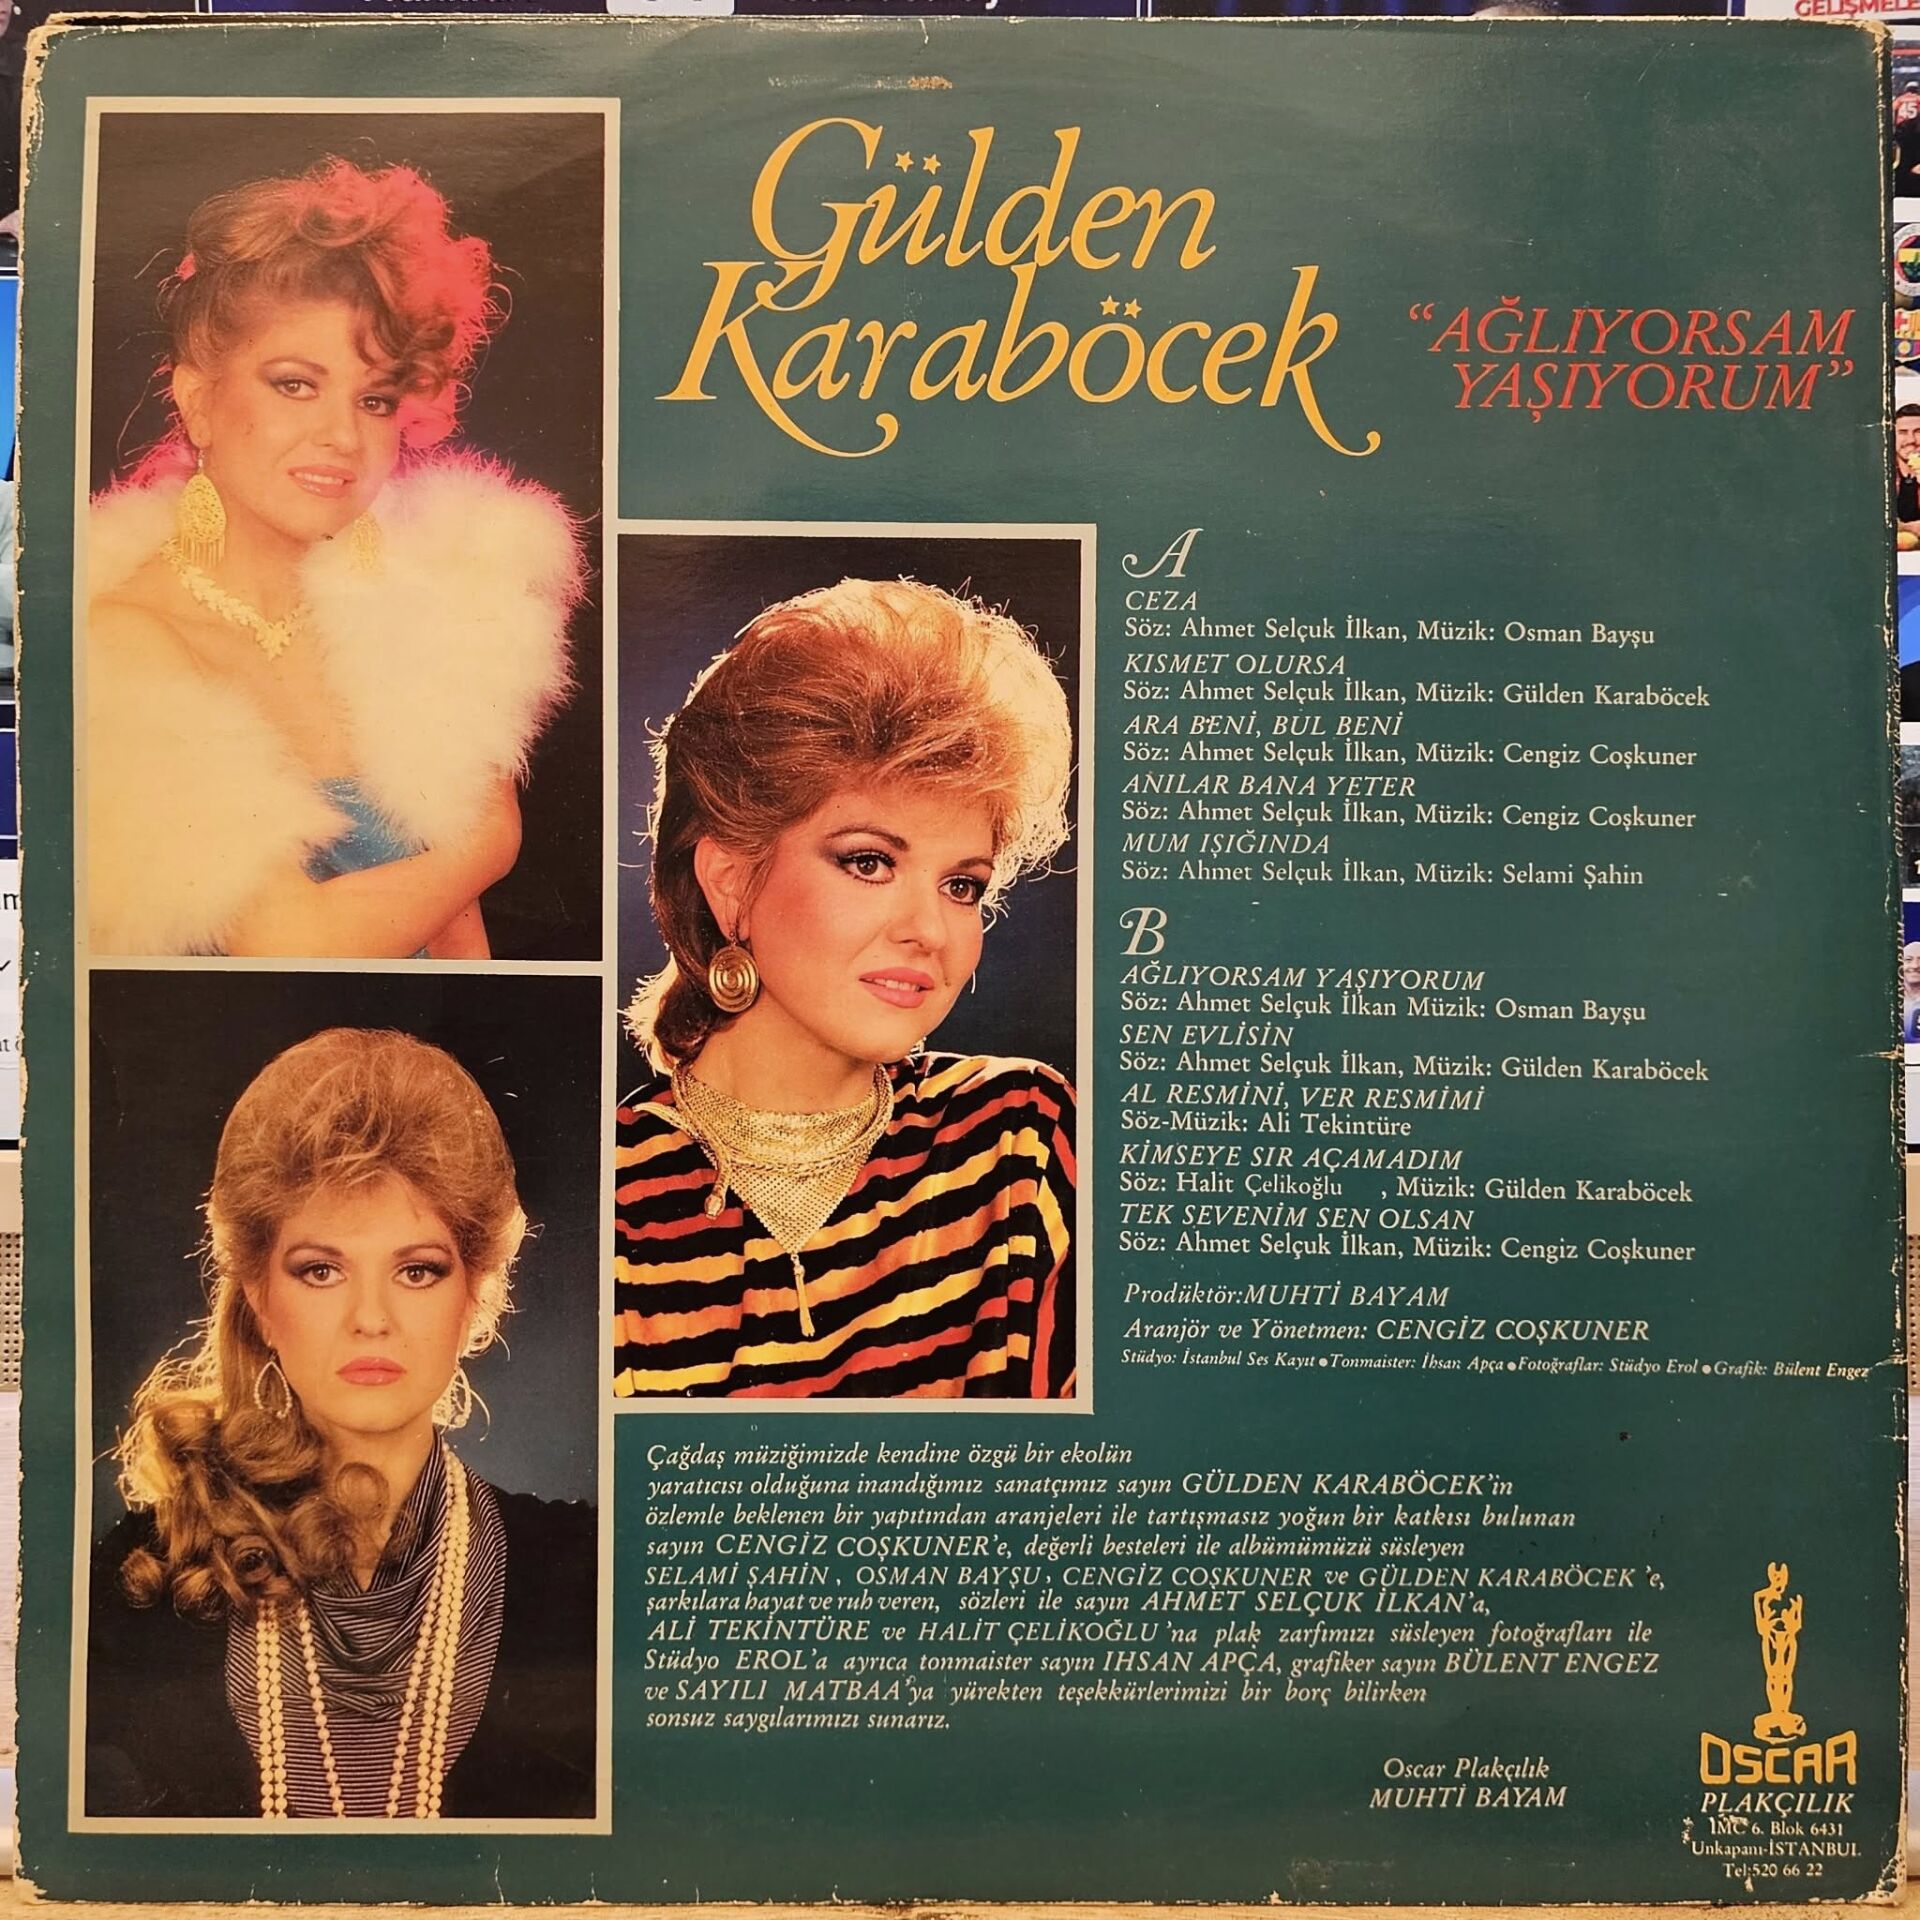 GELİŞMELE
Gülden
Karaböcek
“AĞLIYORSAM
YAŞIYORUM”
A
CEZA
Söz: Ahmet Selçuk İlkan, Müzik: Osman Bayşu
KISMET OLURSA
Söz: Ahmet Selçuk İlkan, Müzik: Gülden Karaböcek
ARA BENİ, BUL BENİ
Söz: Ahmet Selçuk İlkan, Müzik: Cengiz Coşkuner
ANILAR BANA YETER
Söz: Ahmet Selçuk İlkan, Müzik: Cengiz Coşkuner
MUM IŞIĞINDA
Söz: Ahmet Selçuk İlkan, Müzik: Selami Şahin
B
AĞLIYORSAM YAŞIYORUM
Söz: Ahmet Selçuk İlkan Müzik: Osman Bayşu
SEN EVLİSİN
Söz: Ahmet Selçuk İlkan, Müzik: Gülden Karaböcek
AL RESMİNİ, VER RESMİMİ
Söz-Müzik: Ali Tekintüre
KİMSEYE SIR AÇAMADIM
Söz: Halit Çelikoğlu , Müzik: Gülden Karaböcek
TEK SEVENİM SEN OLSAN
Söz: Ahmet Selçuk İlkan, Müzik: Cengiz Coşkuner
Prodüktör:MUHTİ BAYAM
Aranjör ve Yönetmen: CENGİZ COŞKUNER
Stüdyo: İstanbul Ses Kayıt ● Tonmaister: İhsan Apça ● Fotoğraflar: Stüdyo Erol ● Grafik: Bülent Engez
Çağdaş müziğimizde kendine özgü bir ekolün
yaratıcısı olduğuna inandığımız sanatçımız sayın GÜLDEN KARABÖCEK'in
özlemle beklenen bir yapıtından aranjeleri ile tartışmasız yoğun bir katkısı bulunan
sayın CENGİZ COŞKUNER'e, değerli besteleri ile albümümüzü süsleyen
SELAMİ ŞAHİN, OSMAN BAYŞU, CENGİZ COŞKUNER ve GÜLDEN KARABÖCEK 'e,
şarkılara hayat ve ruh veren, sözleri ile sayın AHMET SELÇUK İLKAN'a,
ALİ TEKİNTÜRE ve HALİT ÇELİKOĞLU 'na plak zarfımızı süsleyen fotoğrafları ile
Stüdyo EROL'a ayrıca tonmaister sayın IHSAN APÇA, grafiker sayın BÜLENT ENGEZ
ve SAYILI MATBAA'ya yürekten teşekkürlerimizi bir borç bilirken
sonsuz saygılarımızı sunarız.
Oscar Plakçılık
MUHTİ BAYAM
OSCAR
PLAKÇILIK
IMÇ 6. Blok 6431
Unkapanı-İSTANBUL
Tel:520 66 22